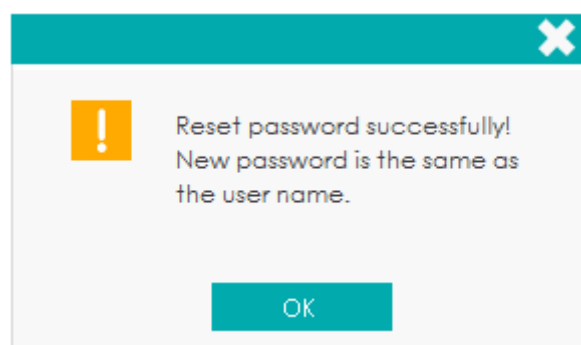 Reset password successfully!
New password is the same as
the user name.
OK